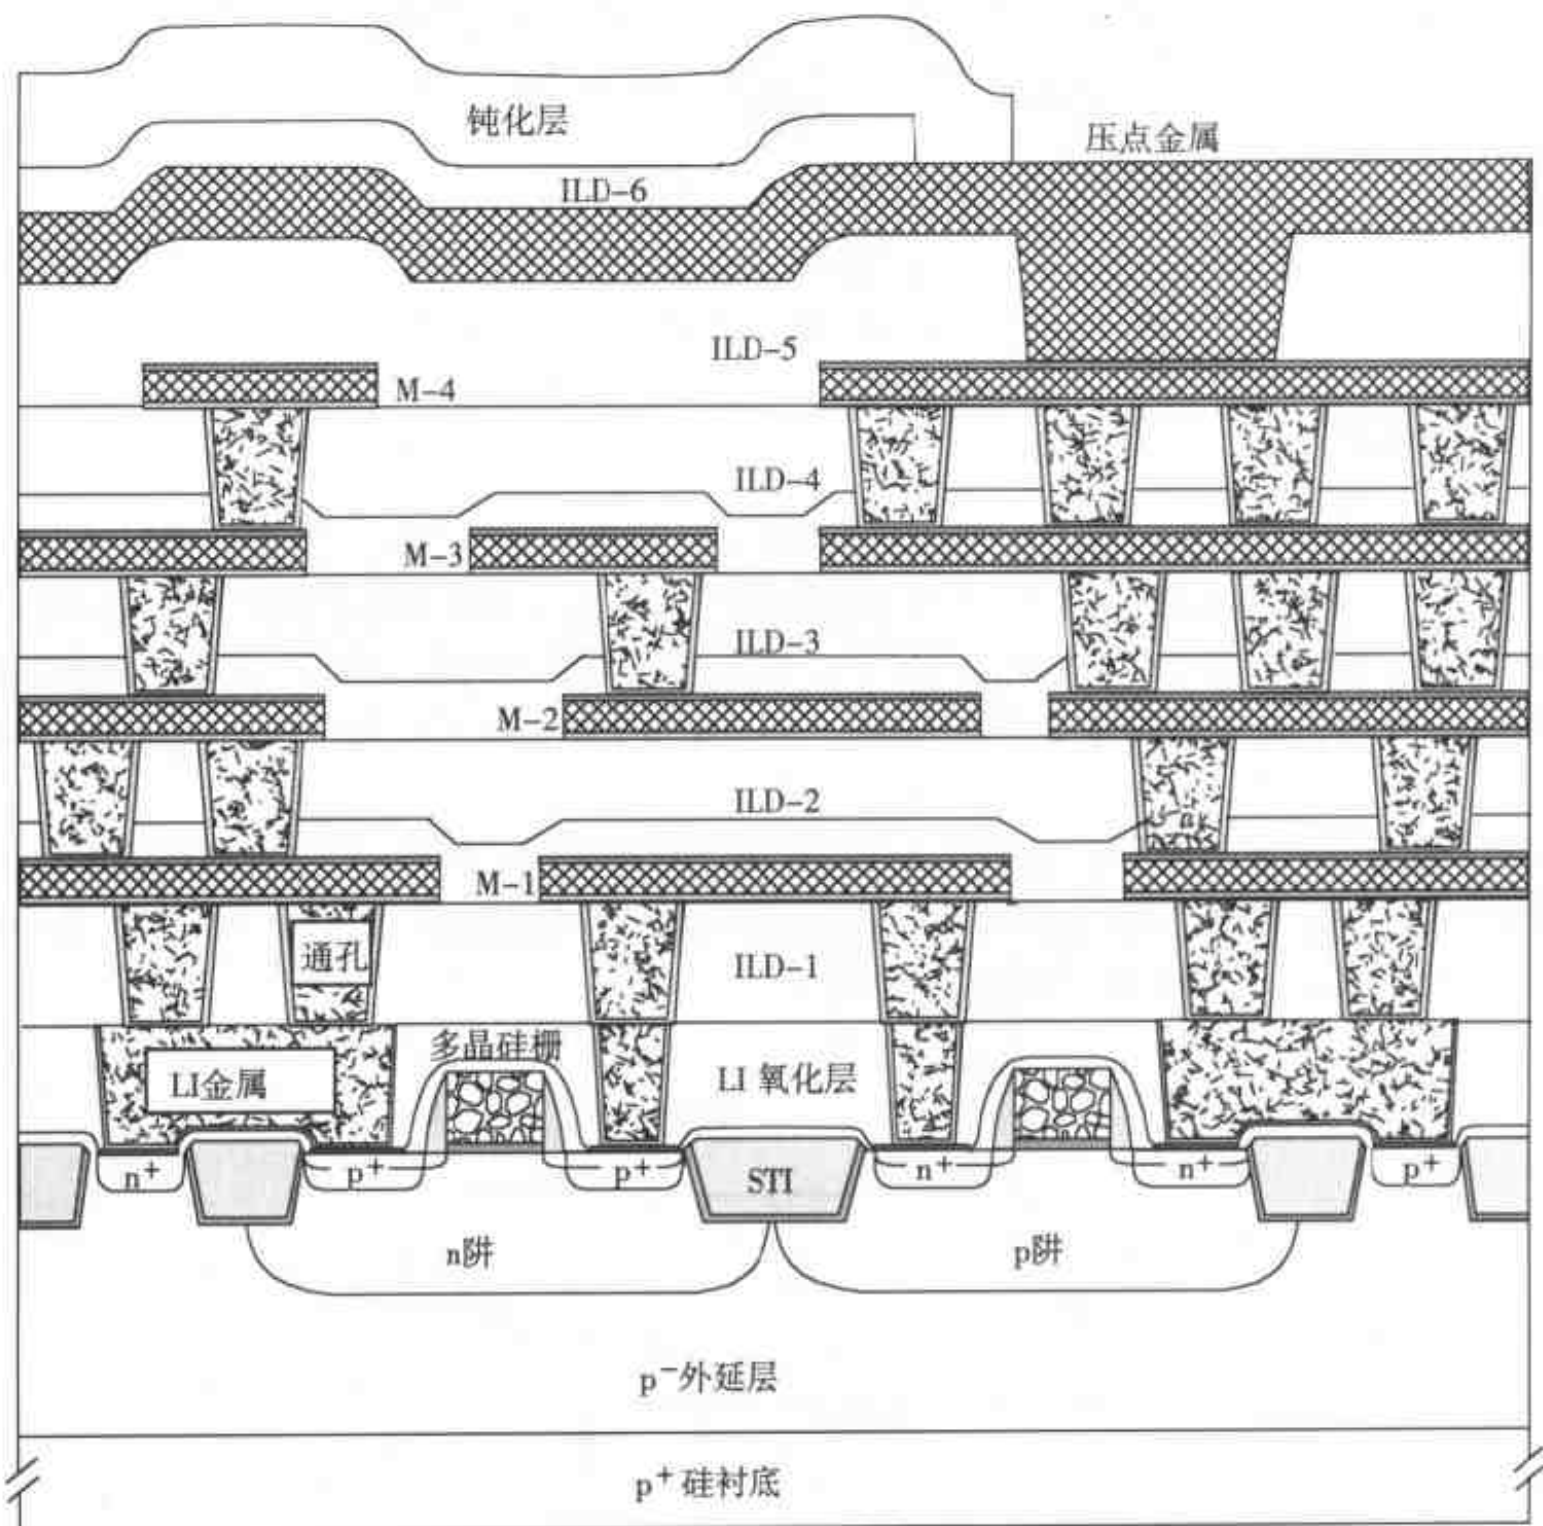 钝化层
压点金属
ILD-6
ILD-5
M-4
ILD-4
M-3
ILD-3
M-2
ILD-2
M-1
通孔
ILD-1
多晶硅栅
LI金属
LI 氧化层
n⁺
p⁺
p⁺
STI
n⁺
n⁺
p⁺
n阱
p阱
p⁻外延层
p⁺硅衬底